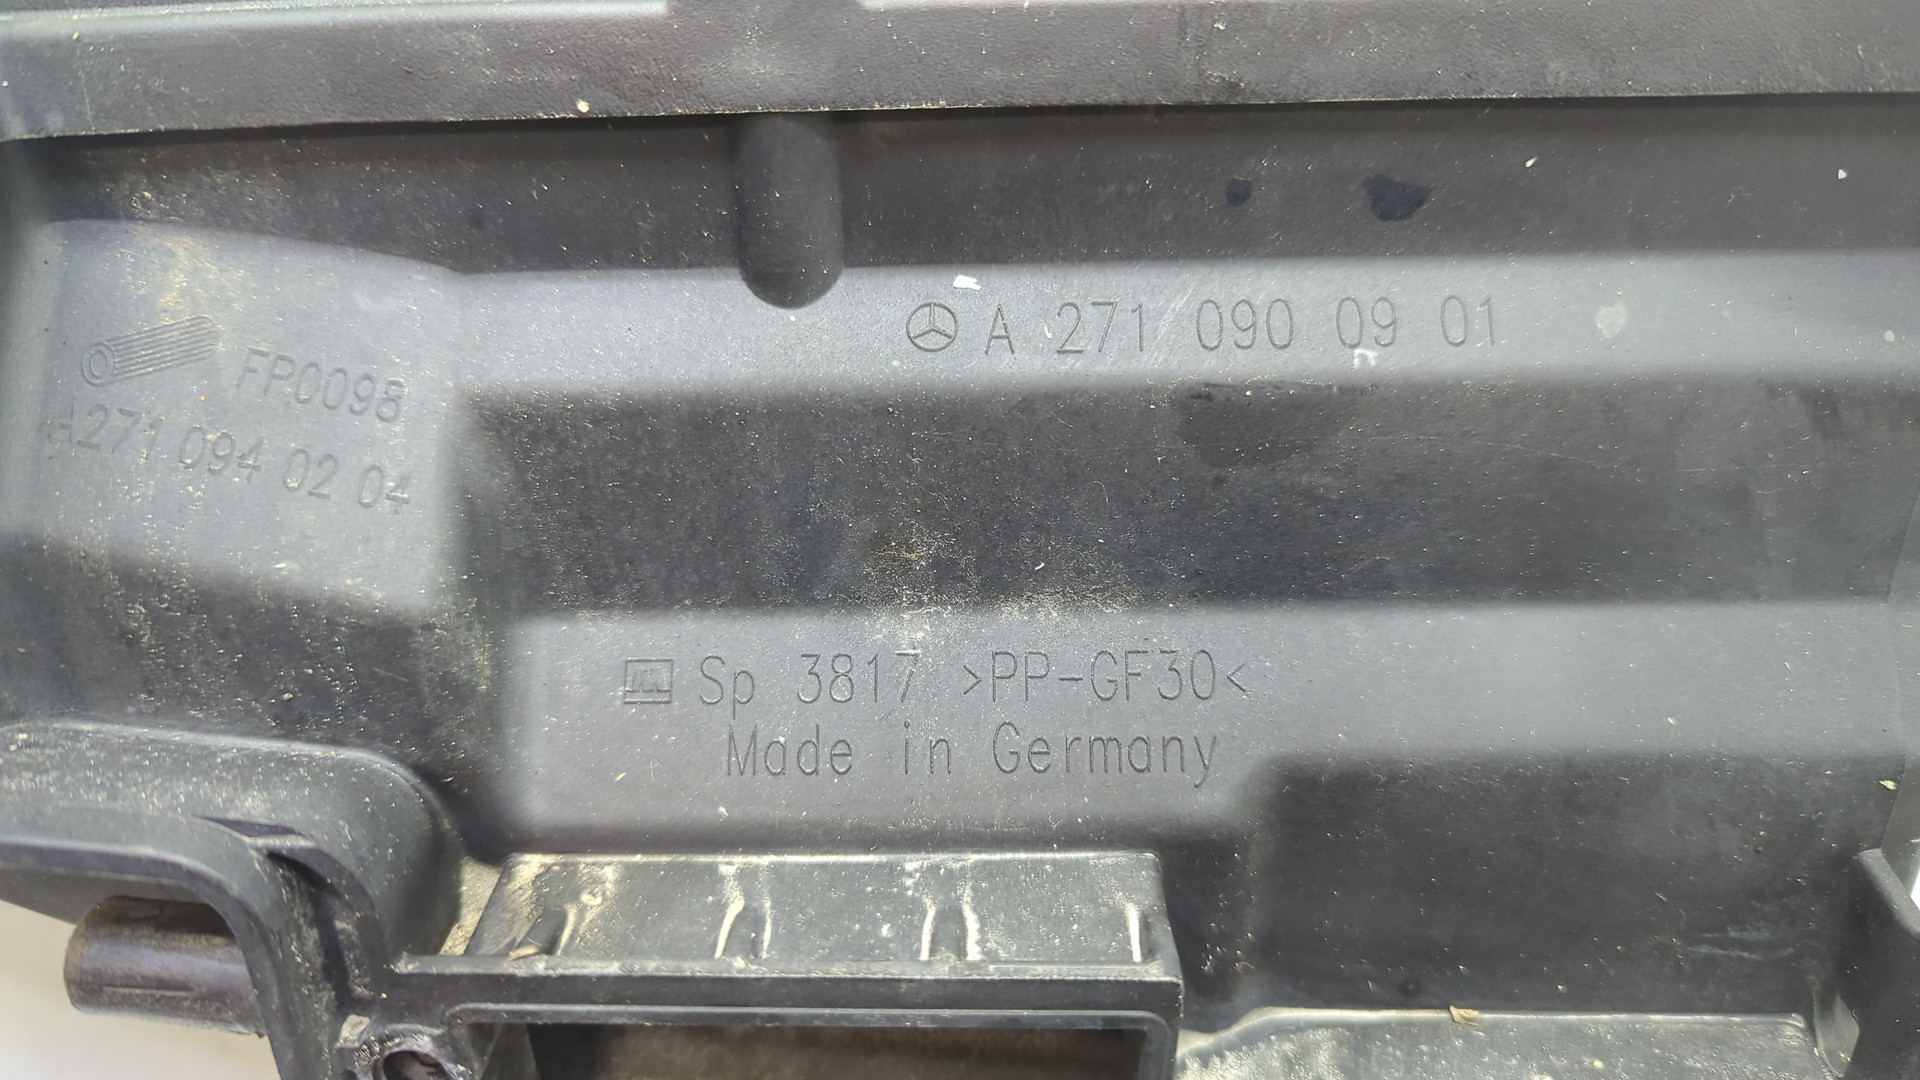 A 271 090 09 01
FP0098
A271 094 02 04
Sp 3817 >PP-GF30<
Made in Germany